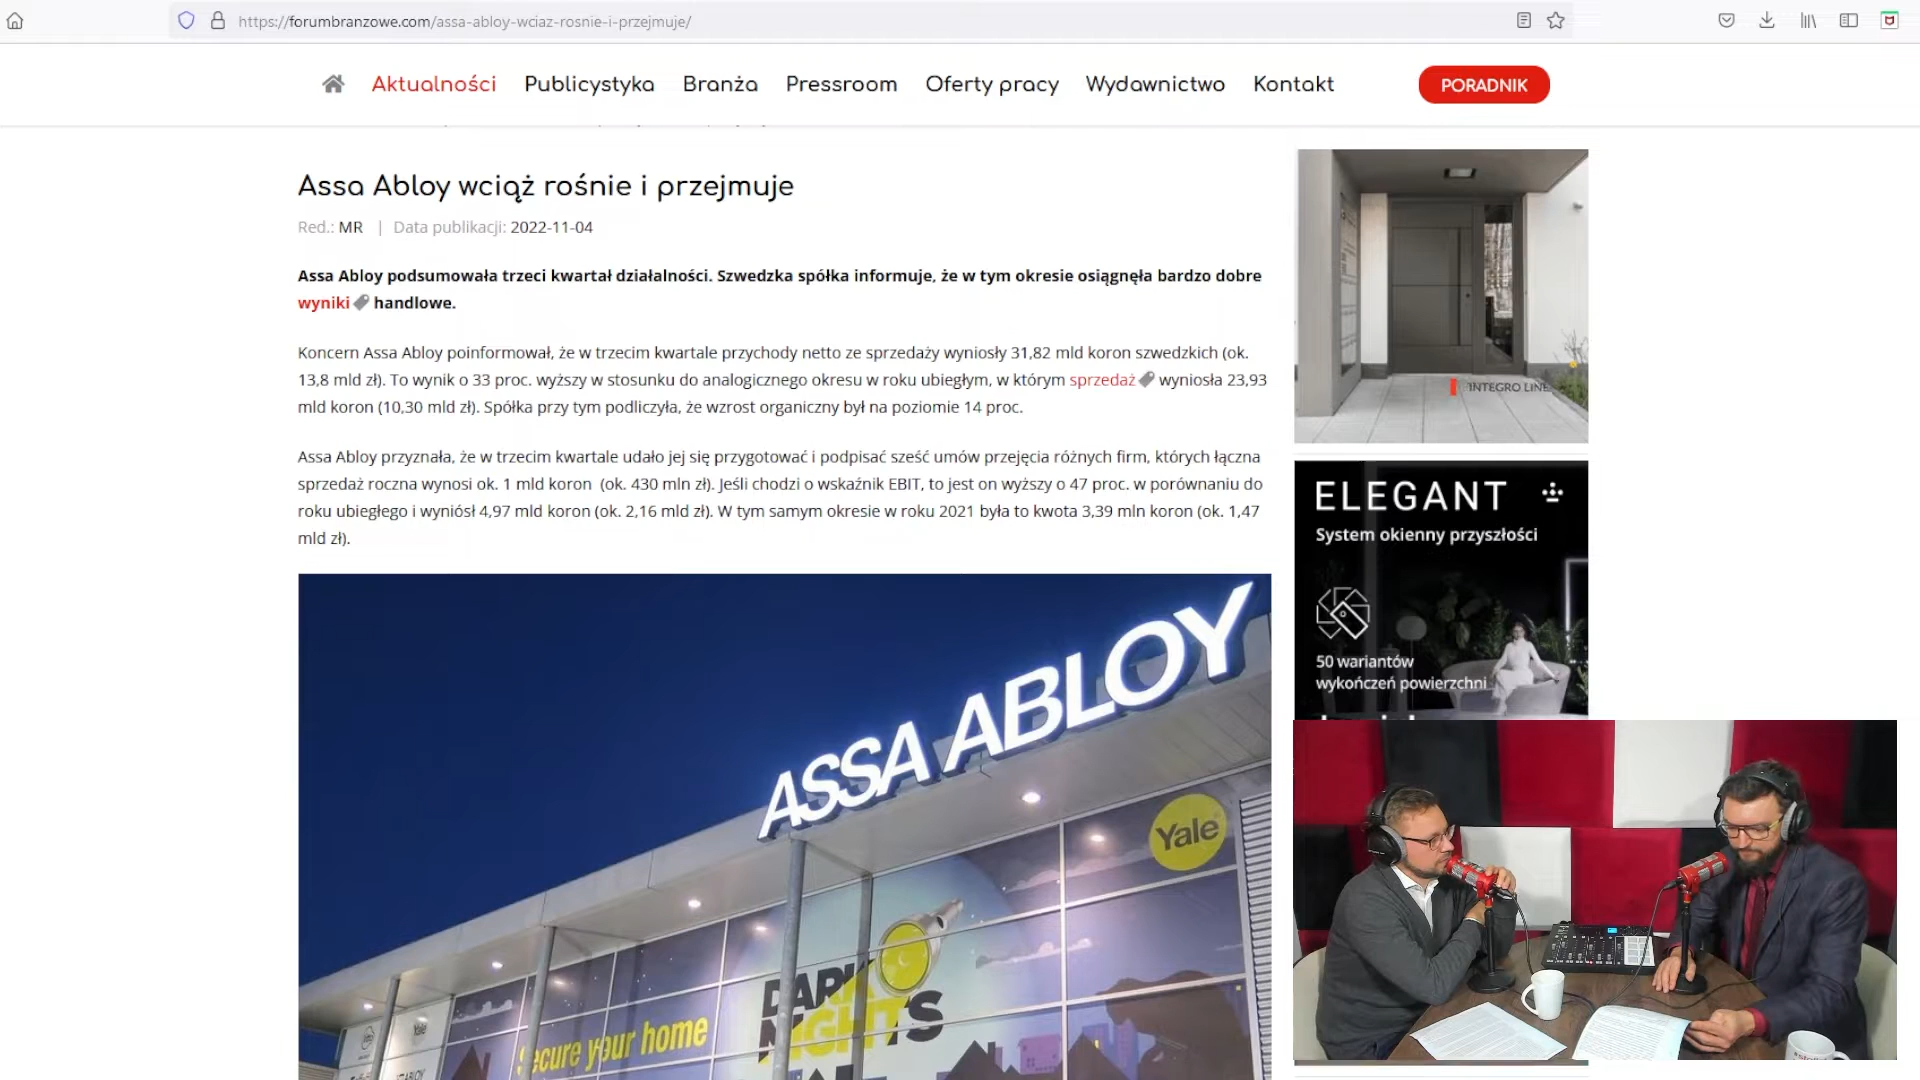 https://forumbranzowe.com/assa-abloy-wciaz-rosnie-i-przejmuje/
Aktualności Publicystyka Branża Pressroom Oferty pracy Wydawnictwo Kontakt PORADNIK
Assa Abloy wciąż rośnie i przejmuje
Red.: MR | Data publikacji: 2022-11-04
Assa Abloy podsumowała trzeci kwartał działalności. Szwedzka spółka informuje, że w tym okresie osiągnęła bardzo dobre
wyniki handlowe.
Koncern Assa Abloy poinformował, że w trzecim kwartale przychody netto ze sprzedaży wyniosły 31,82 mld koron szwedzkich (ok.
13,8 mld zł). To wynik o 33 proc. wyższy w stosunku do analogicznego okresu w roku ubiegłym, w którym sprzedaż wyniosła 23,93
mld koron (10,30 mld zł). Spółka przy tym podliczyła, że wzrost organiczny był na poziomie 14 proc.
Assa Abloy przyznała, że w trzecim kwartale udało jej się przygotować i podpisać sześć umów przejęcia różnych firm, których łączna
sprzedaż roczna wynosi ok. 1 mld koron (ok. 430 mln zł). Jeśli chodzi o wskaźnik EBIT, to jest on wyższy o 47 proc. w porównaniu do
roku ubiegłego i wyniósł 4,97 mld koron (ok. 2,16 mld zł). W tym samym okresie w roku 2021 była to kwota 3,39 mln koron (ok. 1,47
mld zł).
ASSA ABLOY
Yale
DARK
NIGHTS
Secure your home
Yale
INTEGRO LINE
ELEGANT
System okienny przyszłości
50 wariantów
wykończeń powierzchni